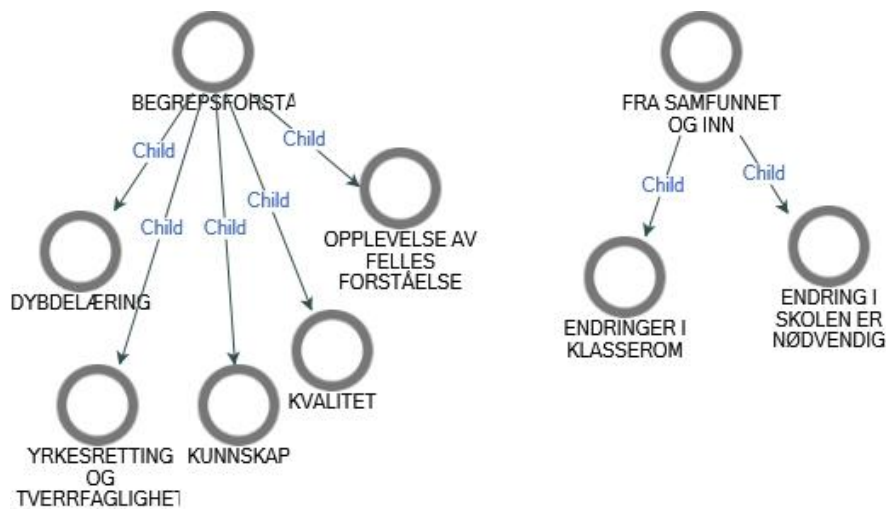 BEGREPSFORSTÅ
Child
Child
Child
Child
Child
DYBDELÆRING
YRKESRETTING
OG
TVERRFAGLIGHET
KUNNSKAP
KVALITET
OPPLEVELSE AV
FELLES
FORSTÅELSE
FRA SAMFUNNET
OG INN
Child
Child
ENDRINGER I
KLASSEROM
ENDRING I
SKOLEN ER
NØDVENDIG